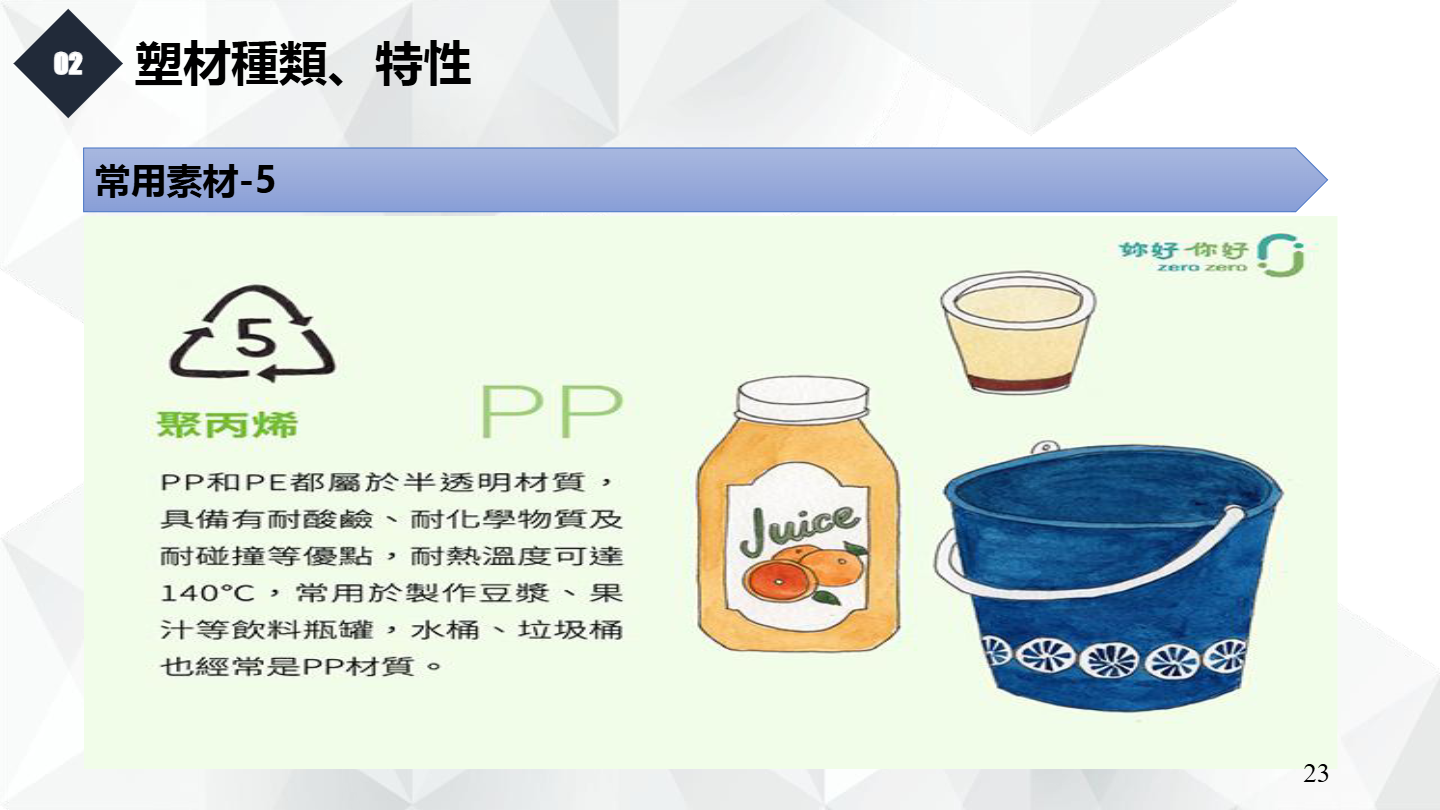 02
塑材種類、特性
常用素材-5
妳好你好
zero zero
5
聚丙烯
PP
PP和PE都屬於半透明材質，
具備有耐酸鹼、耐化學物質及
耐碰撞等優點，耐熱溫度可達
140°C，常用於製作豆漿、果
汁等飲料瓶罐，水桶、垃圾桶
也經常是PP材質。
Juice
23